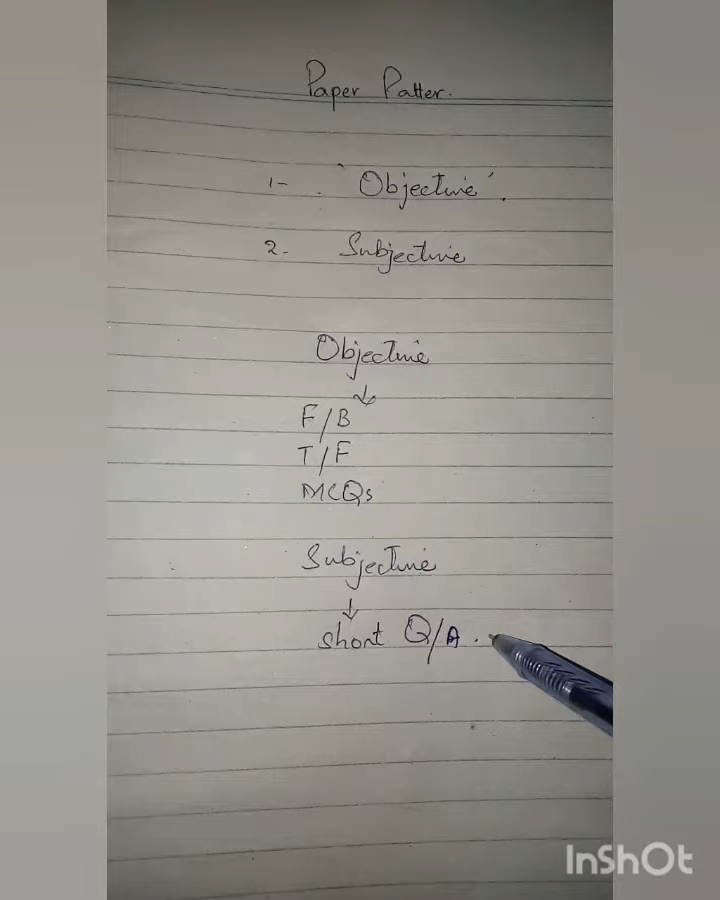 Paper Patter.
1- . ' Objective '.
2- Subjective
Objective
↓
F/B
T/F
MCQs
Subjective
↓
short Q/A .
InShOt